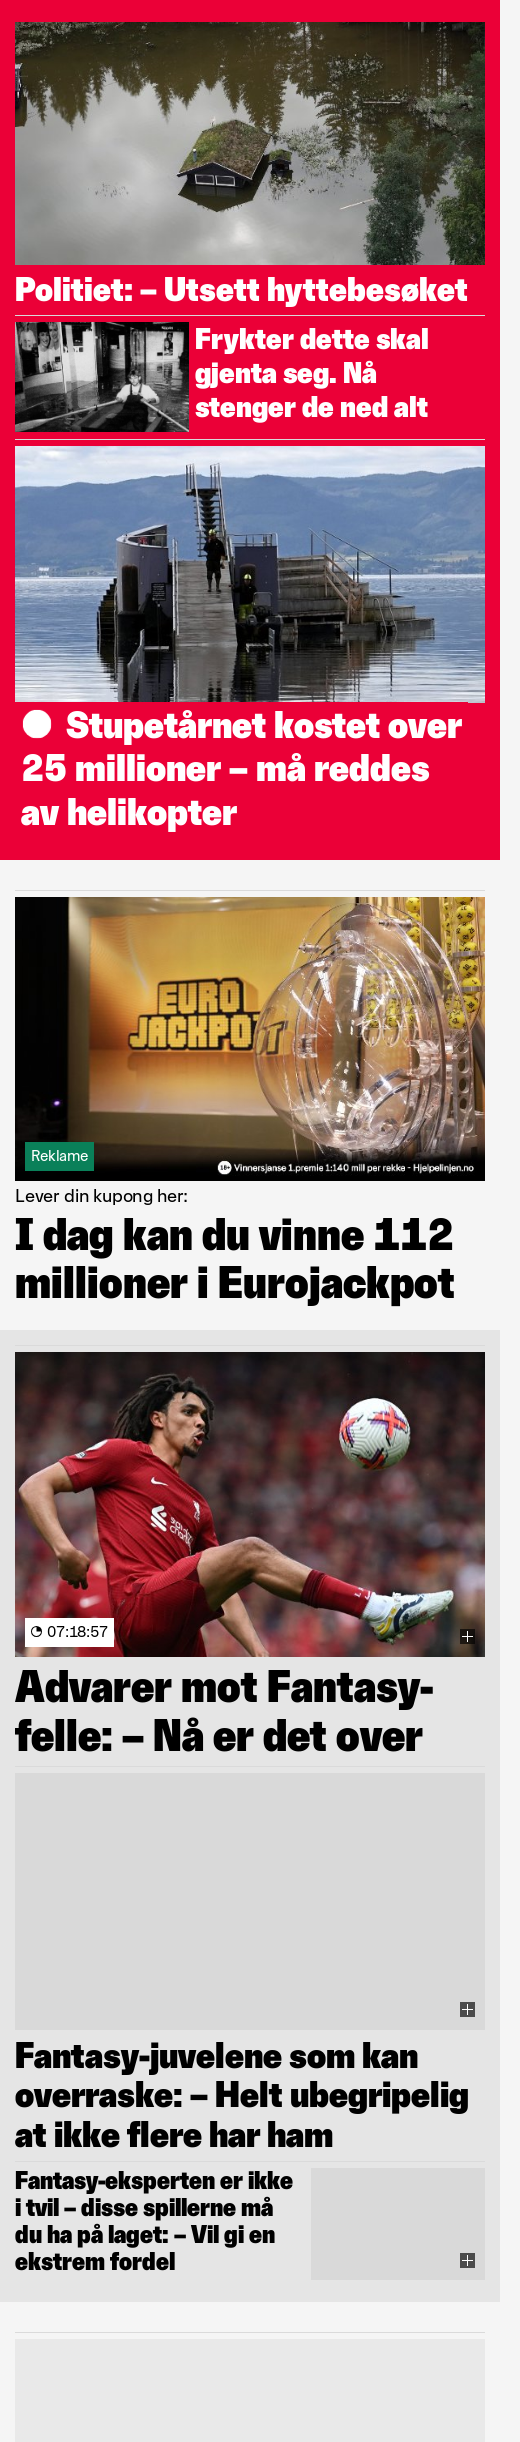 Politiet: – Utsett hyttebesøket
Frykter dette skal
gjenta seg. Nå
stenger de ned alt
Stupetårnet kostet over
25 millioner – må reddes
av helikopter
EURO
JACKPOT
Reklame
18+ Vinnersjanse 1.premie 1:140 mill per rekke - Hjelpelinjen.no
Lever din kupong her:
I dag kan du vinne 112
millioner i Eurojackpot
07:18:57
Advarer mot Fantasy-
felle: – Nå er det over
Fantasy-juvelene som kan
overraske: – Helt ubegripelig
at ikke flere har ham
Fantasy-eksperten er ikke
i tvil – disse spillerne må
du ha på laget: – Vil gi en
ekstrem fordel